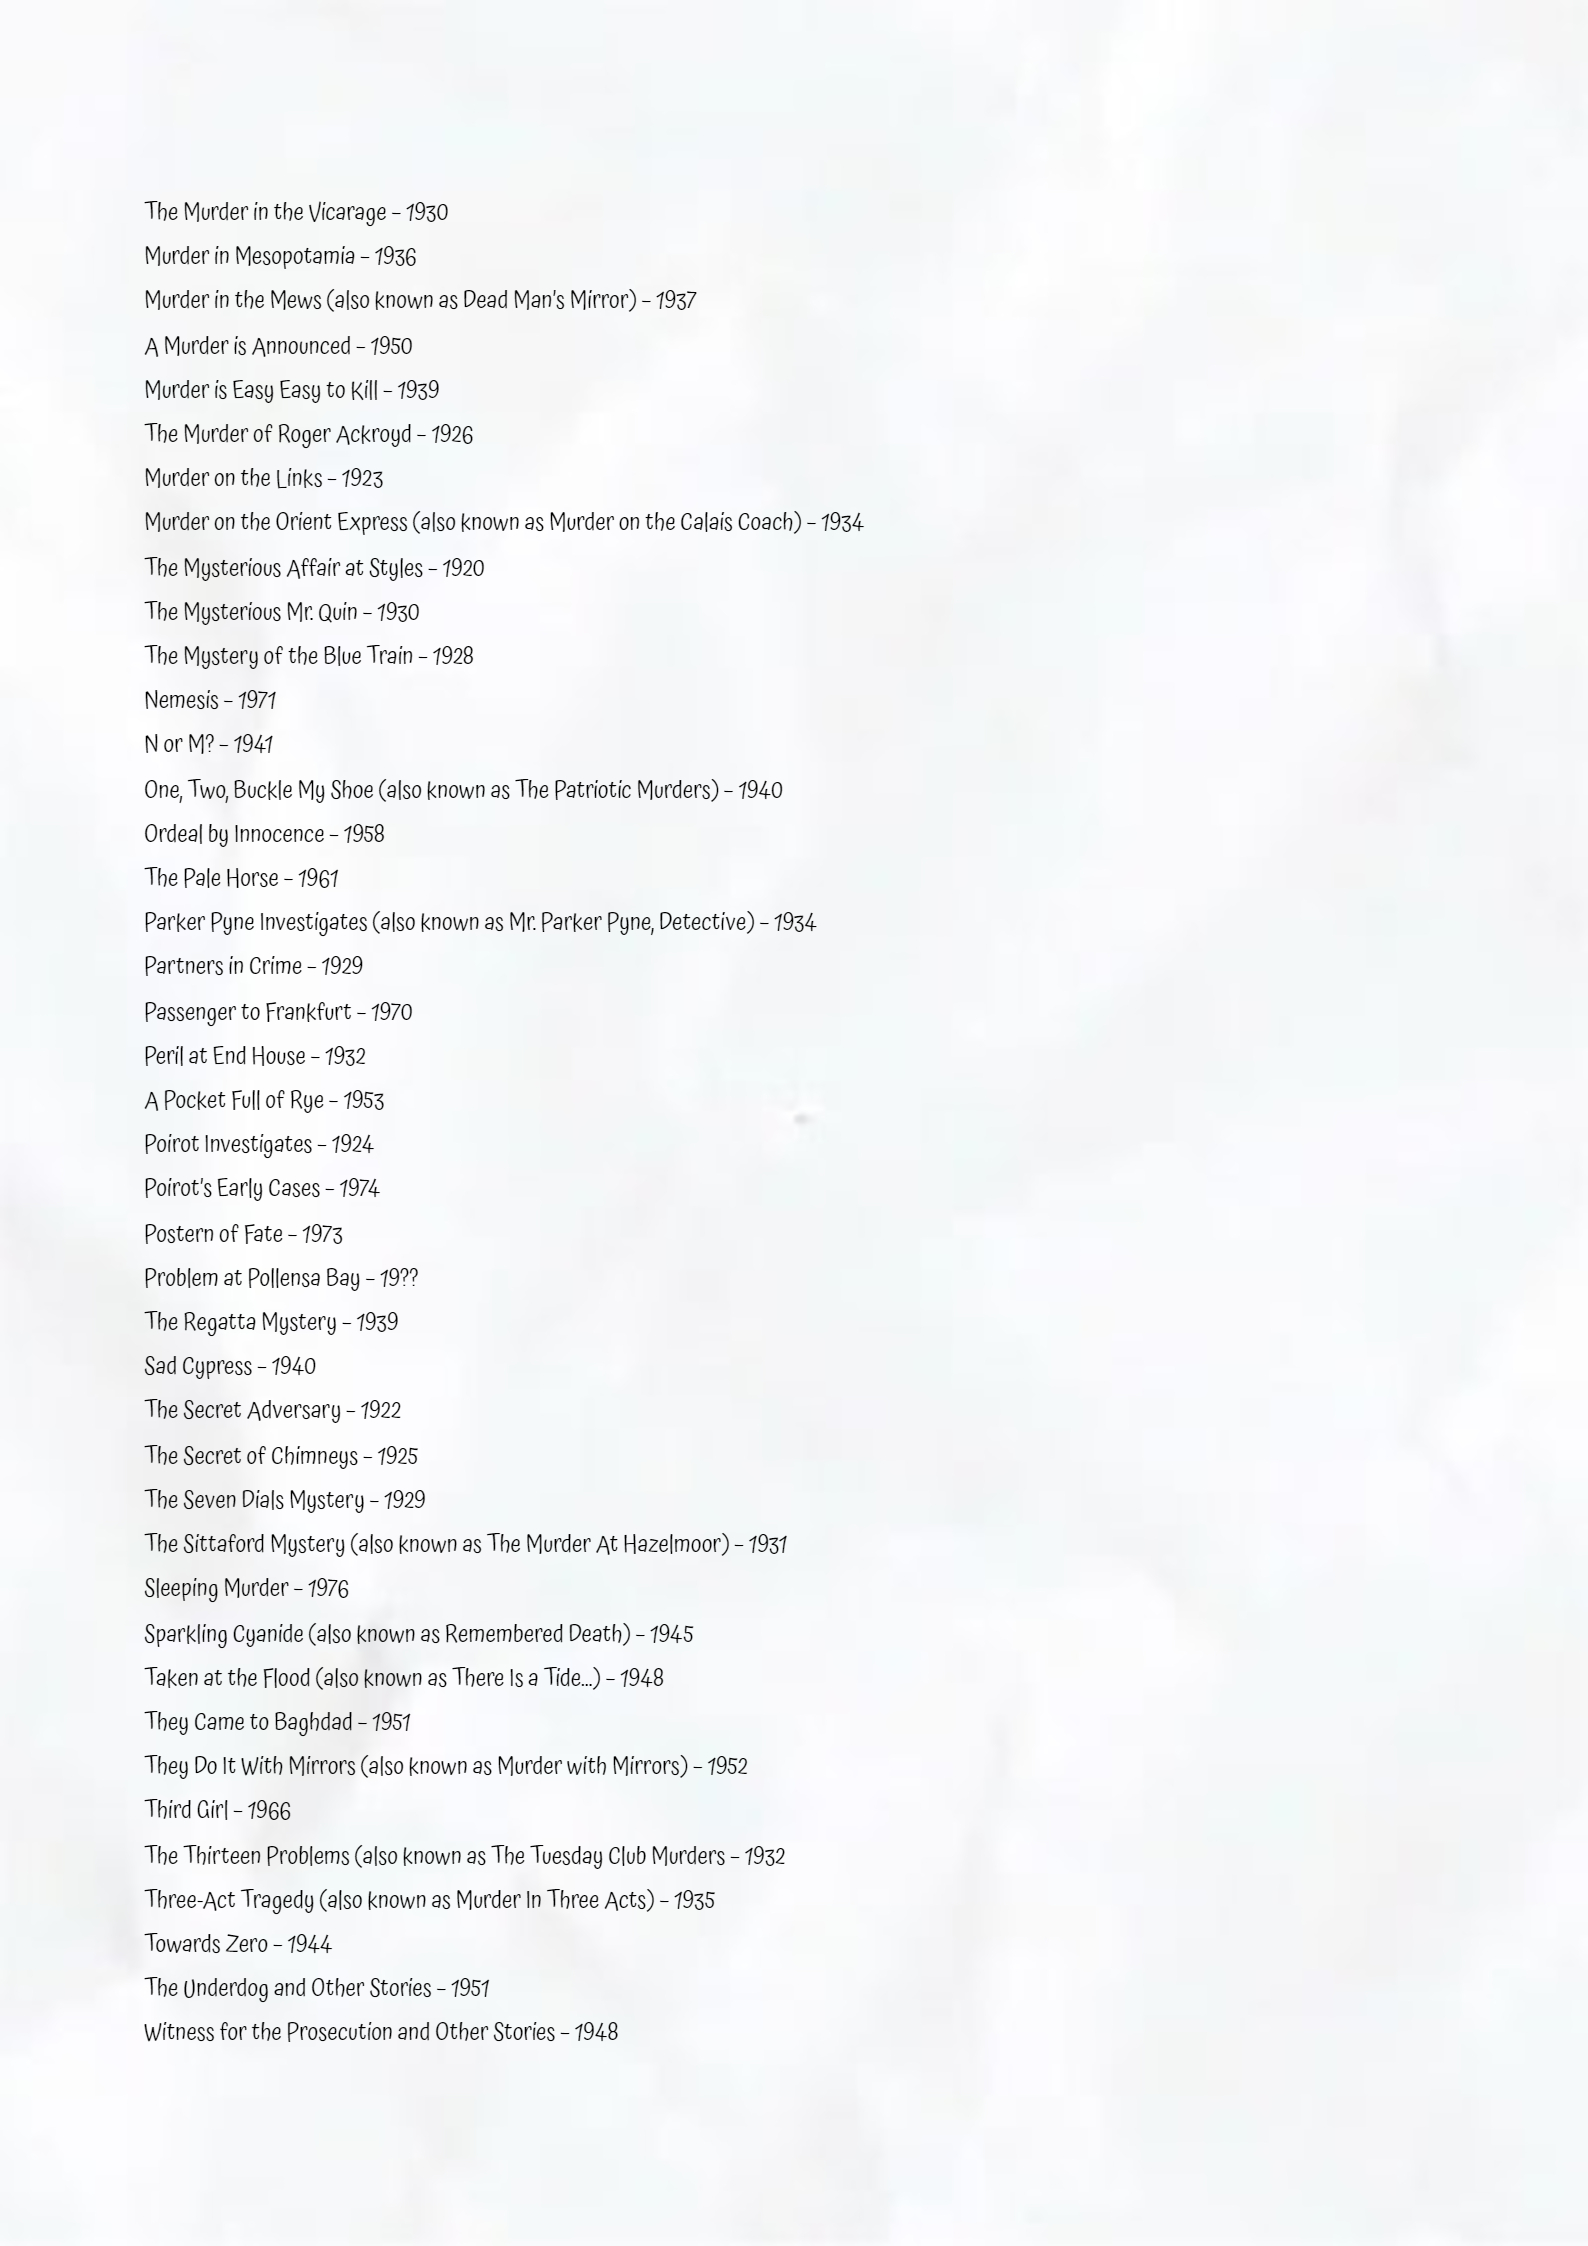 The Murder in the Vicarage – 1930
Murder in Mesopotamia – 1936
Murder in the Mews (also known as Dead Man's Mirror) – 1937
A Murder is Announced – 1950
Murder is Easy Easy to Kill – 1939
The Murder of Roger Ackroyd – 1926
Murder on the Links – 1923
Murder on the Orient Express (also known as Murder on the Calais Coach) – 1934
The Mysterious Affair at Styles – 1920
The Mysterious Mr. Quin – 1930
The Mystery of the Blue Train – 1928
Nemesis – 1971
N or M? – 1941
One, Two, Buckle My Shoe (also known as The Patriotic Murders) – 1940
Ordeal by Innocence – 1958
The Pale Horse – 1961
Parker Pyne Investigates (also known as Mr. Parker Pyne, Detective) – 1934
Partners in Crime – 1929
Passenger to Frankfurt – 1970
Peril at End House – 1932
A Pocket Full of Rye – 1953
Poirot Investigates – 1924
Poirot's Early Cases – 1974
Postern of Fate – 1973
Problem at Pollensa Bay – 19??
The Regatta Mystery – 1939
Sad Cypress – 1940
The Secret Adversary – 1922
The Secret of Chimneys – 1925
The Seven Dials Mystery – 1929
The Sittaford Mystery (also known as The Murder At Hazelmoor) – 1931
Sleeping Murder – 1976
Sparkling Cyanide (also known as Remembered Death) – 1945
Taken at the Flood (also known as There Is a Tide...) – 1948
They Came to Baghdad – 1951
They Do It With Mirrors (also known as Murder with Mirrors) – 1952
Third Girl – 1966
The Thirteen Problems (also known as The Tuesday Club Murders – 1932
Three-Act Tragedy (also known as Murder In Three Acts) – 1935
Towards Zero – 1944
The Underdog and Other Stories – 1951
Witness for the Prosecution and Other Stories – 1948